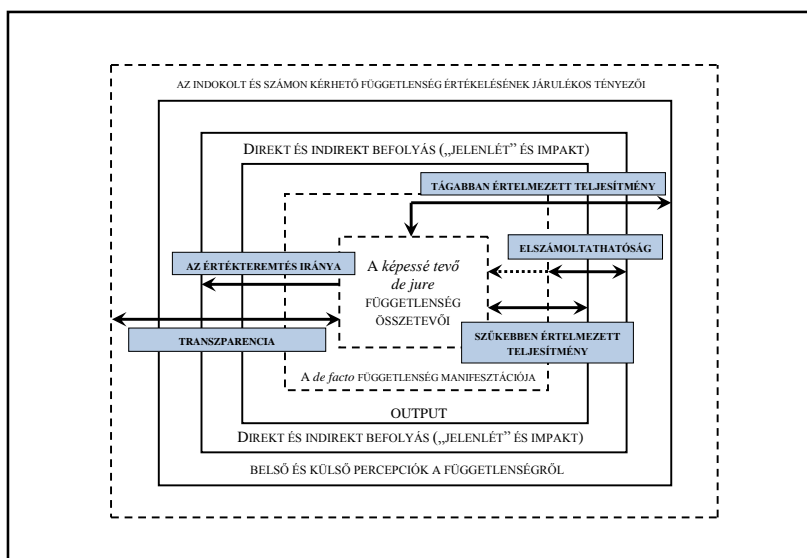 AZ INDOKOLT ÉS SZÁMON KÉRHETŐ FÜGGETLENSÉG ÉRTÉKELÉSÉNEK JÁRULÉKOS TÉNYEZŐI
DIREKT ÉS INDIREKT BEFOLYÁS („JELENLÉT” ÉS IMPAKT)
TÁGABBAN ÉRTELMEZETT TELJESÍTMÉNY
ELSZÁMOLTATHATÓSÁG
AZ ÉRTÉKTEREMTÉS IRÁNYA
A képessé tevő
de jure
FÜGGETLENSÉG
ÖSSZETEVŐI
TRANSZPARENCIA
SZŰKEBBEN ÉRTELMEZETT
TELJESÍTMÉNY
A de facto FÜGGETLENSÉG MANIFESZTÁCIÓJA
OUTPUT
DIREKT ÉS INDIREKT BEFOLYÁS („JELENLÉT” ÉS IMPAKT)
BELSŐ ÉS KÜLSŐ PERCEPCIÓK A FÜGGETLENSÉGRŐL